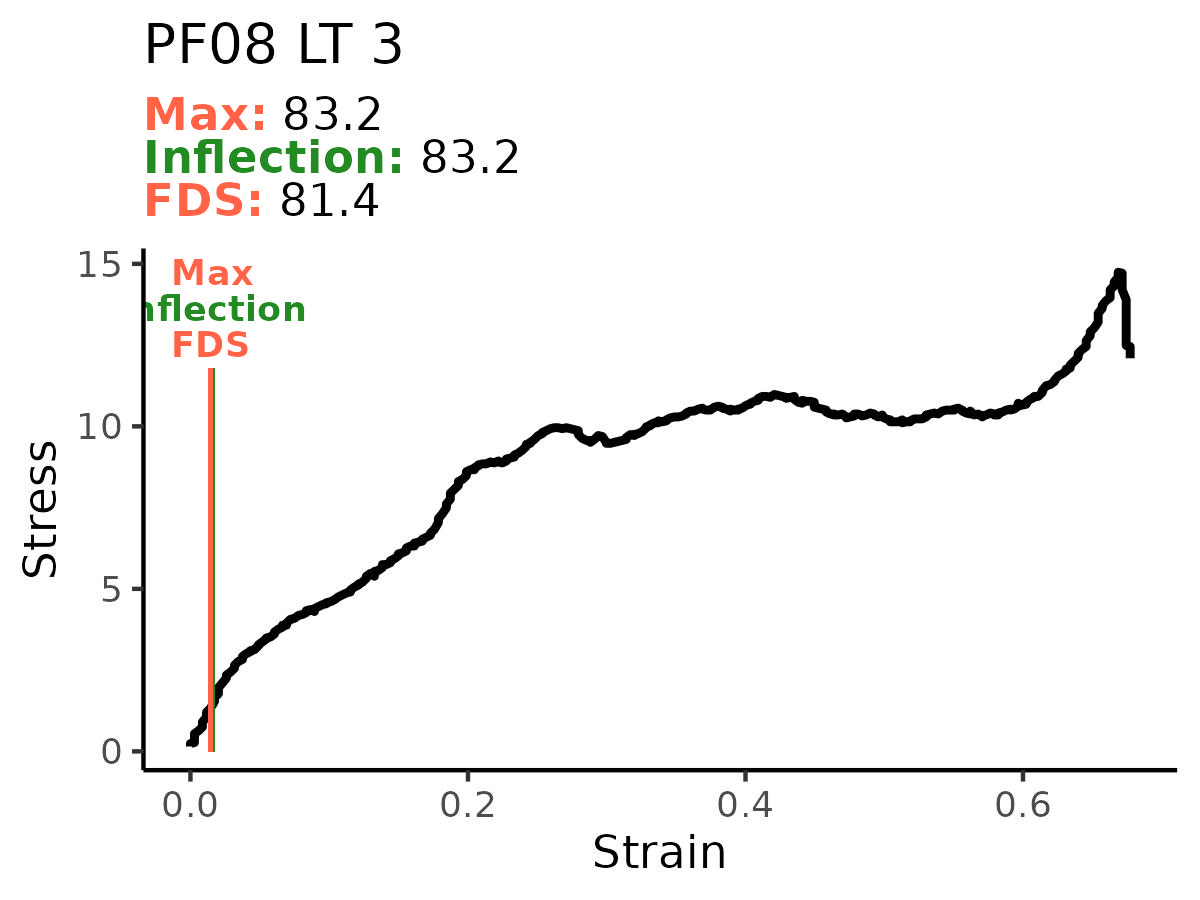 PF08 LT 3
Max: 83.2
Inflection: 83.2
FDS: 81.4
15
Max
nflection
FDS
10
5
0
Stress
0.0 0.2 0.4 0.6
Strain